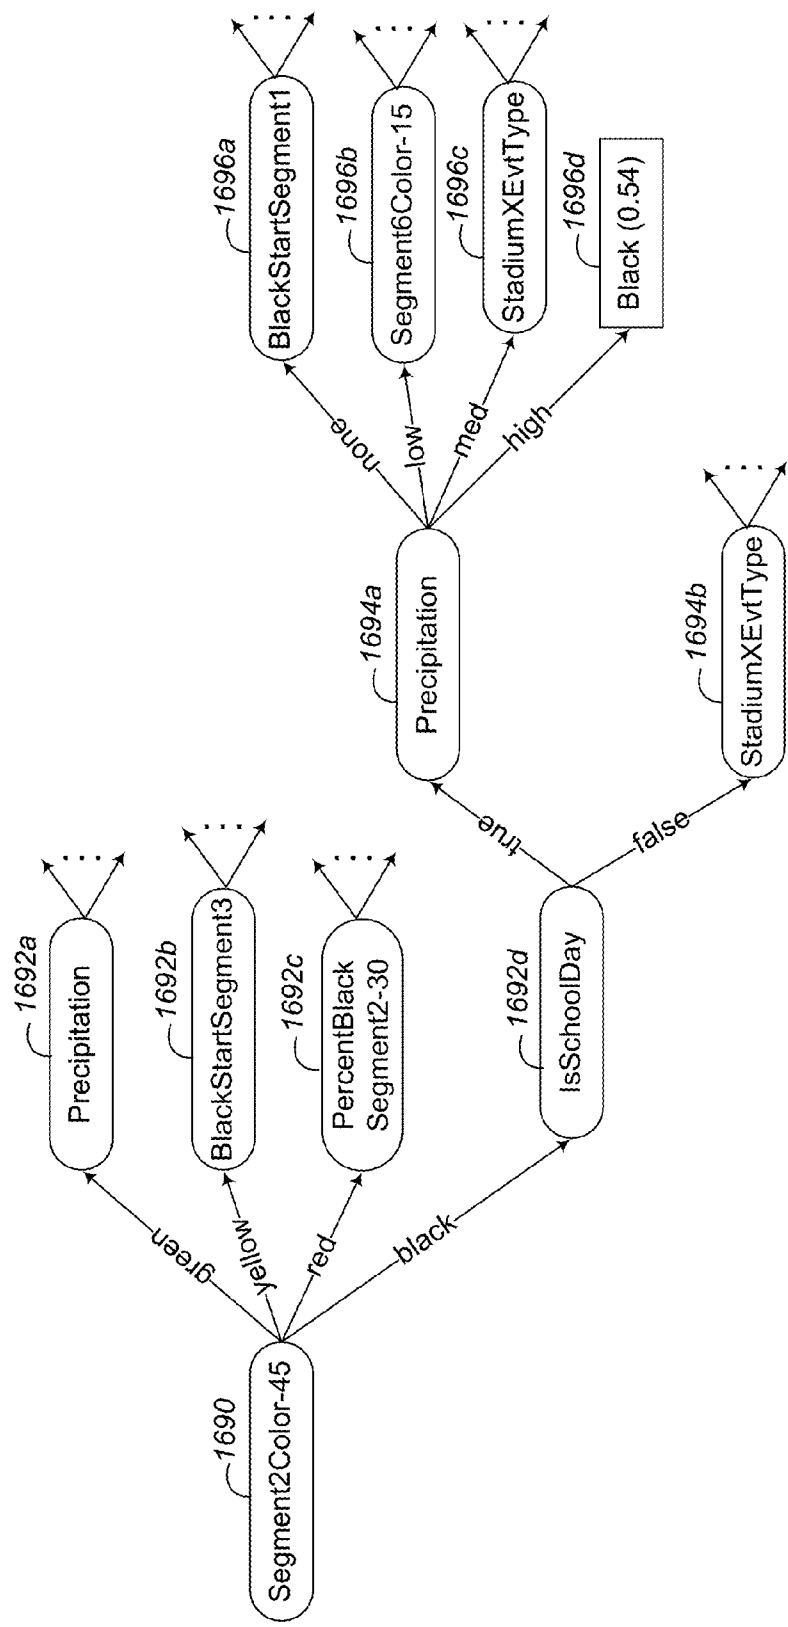 1690
Segment2Color-45
green
yellow
red
black
1692a
Precipitation
1692b
BlackStartSegment3
1692c
PercentBlack
Segment2-30
1692d
IsSchoolDay
true
false
1694a
Precipitation
1694b
StadiumXEvtType
none
low
med
high
1696a
BlackStartSegment1
1696b
Segment6Color-15
1696c
StadiumXEvtType
1696d
Black (0.54)